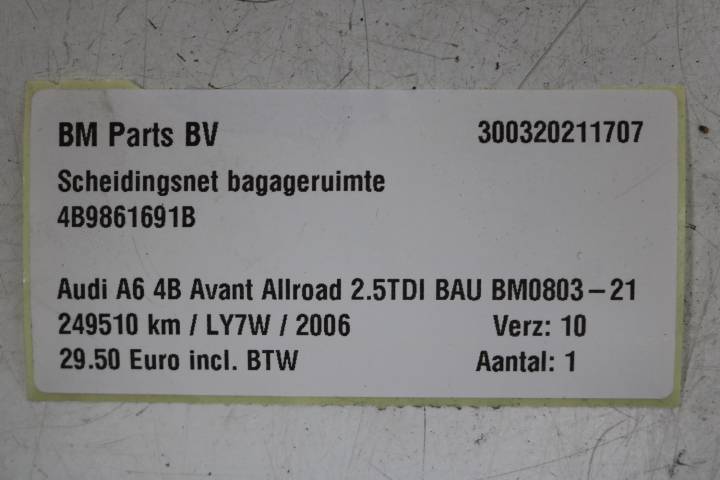 BM Parts BV 300320211707
Scheidingsnet bagageruimte
4B9861691B
Audi A6 4B Avant Allroad 2.5TDI BAU BM0803-21
249510 km / LY7W / 2006 Verz: 10
29.50 Euro incl. BTW Aantal: 1